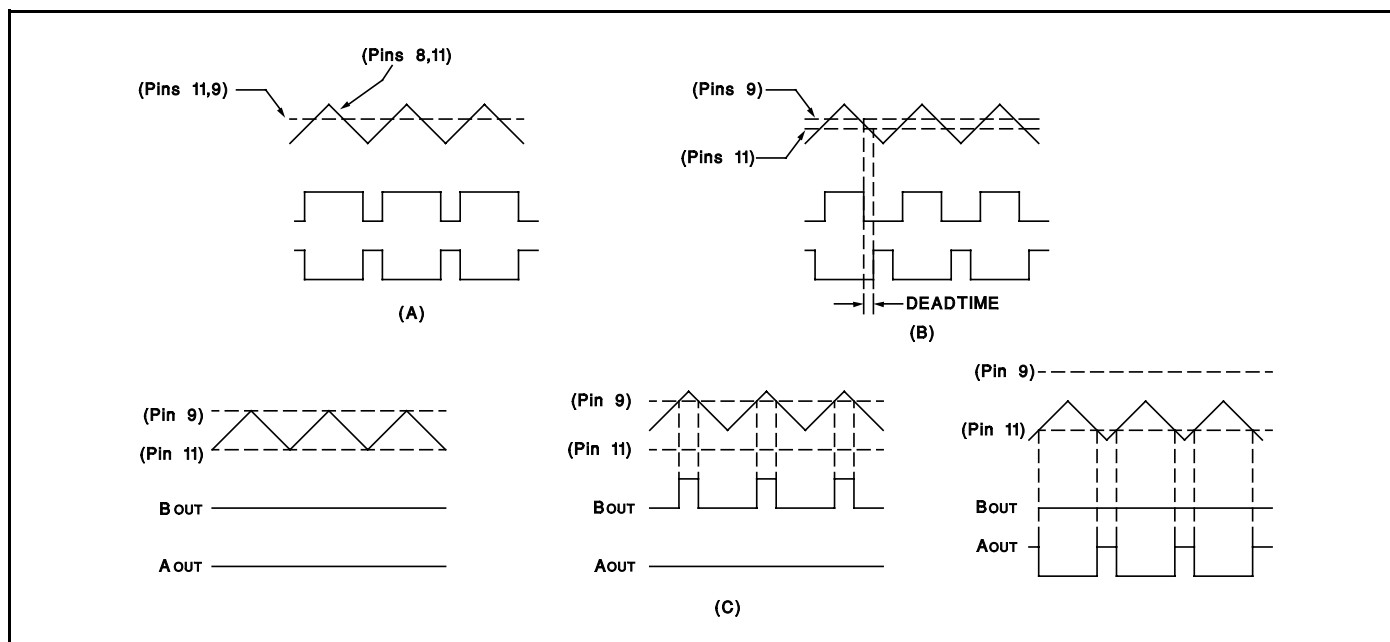 (Pins 8,11)
(Pins 11,9)
(Pins 9)
(Pins 11)
DEADTIME
(A)
(B)
(Pin 9)
(Pin 11)
BOUT
AOUT
(Pin 9)
(Pin 11)
BOUT
AOUT
(Pin 9)
(Pin 11)
BOUT
AOUT
(C)